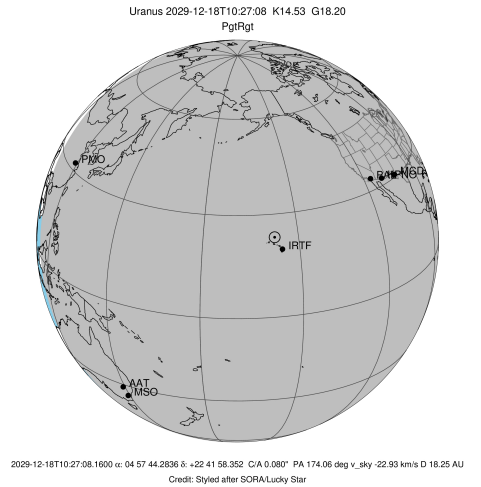 Uranus 2029-12-18T10:27:08 K14.53 G18.20
PgtRgt
PMO
IRTF
AAT
MSO
2029-12-18T10:27:08.1600 α: 04 57 44.2836 δ: +22 41 58.352 C/A 0.080" PA 174.06 deg v_sky -22.93 km/s D 18.25 AU
Credit: Styled after SORA/Lucky Star